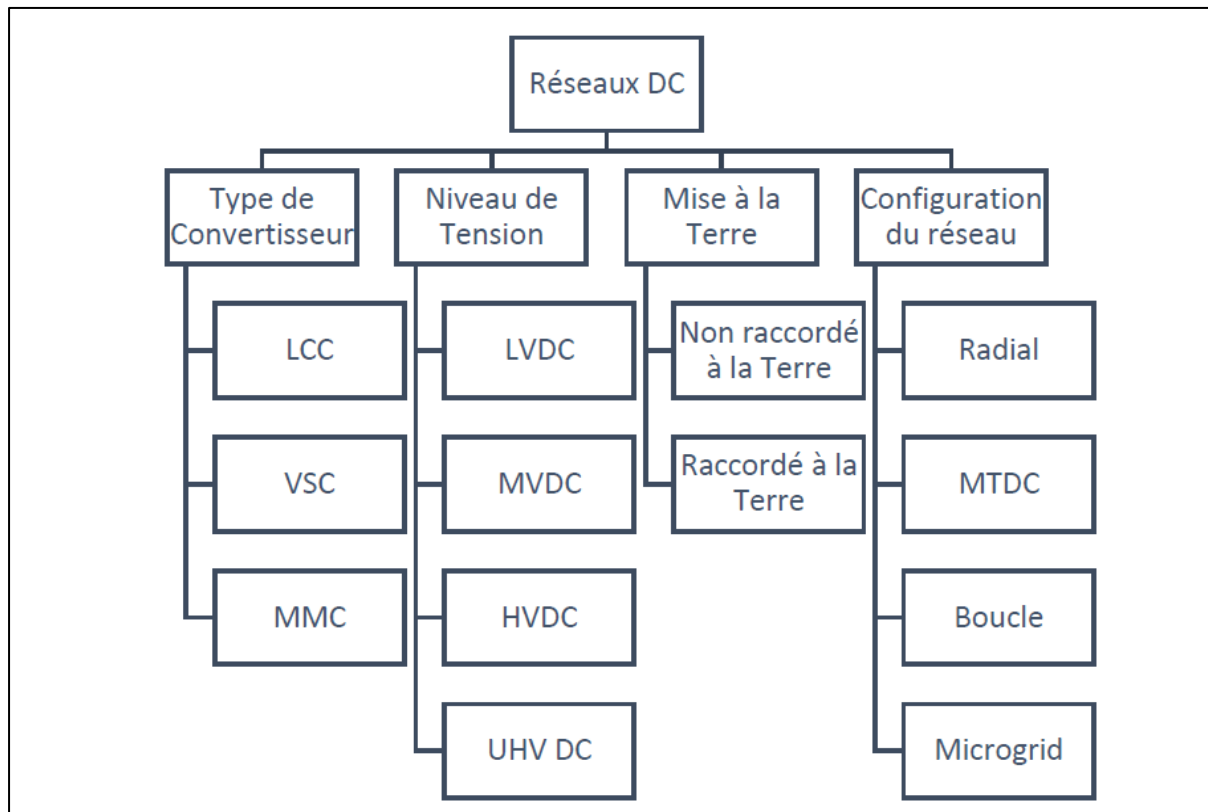 Réseaux DC
Type de
Convertisseur
Niveau de
Tension
Mise à la
Terre
Configuration
du réseau
LCC
LVDC
Non raccordé
à la Terre
Radial
VSC
MVDC
Raccordé à la
Terre
MTDC
MMC
HVDC
Boucle
UHV DC
Microgrid